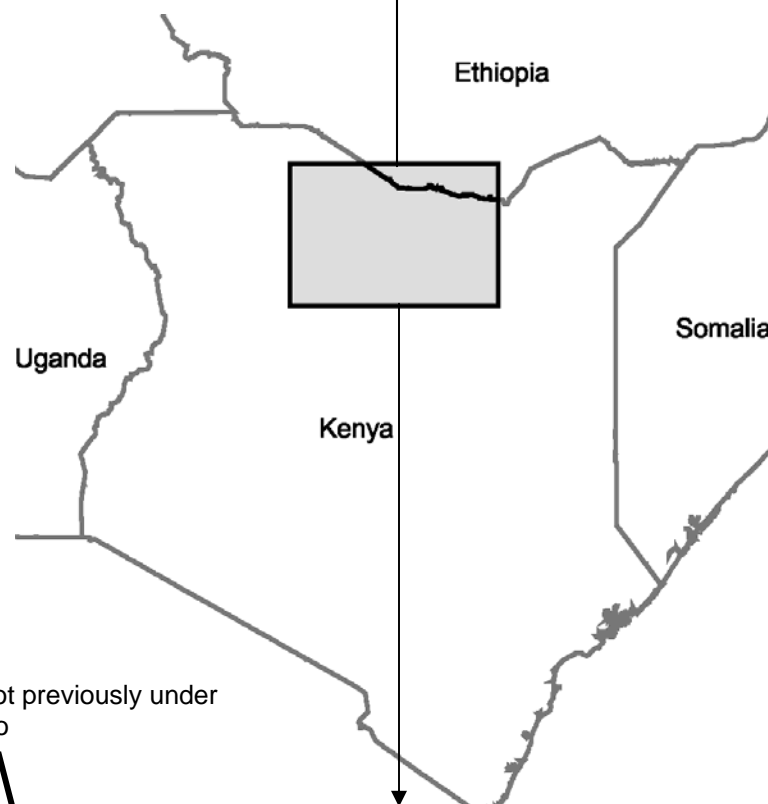 Ethiopia
Somalia
Uganda
Kenya
ot previously under